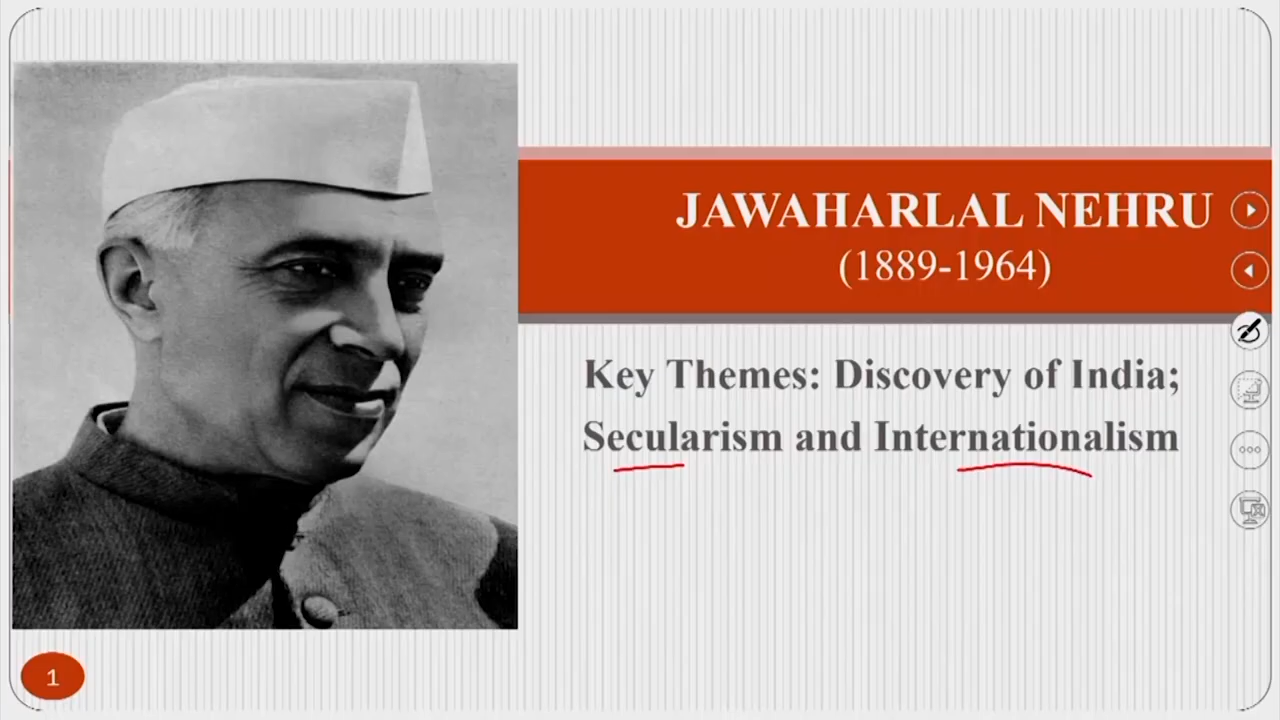 JAWAHARLAL NEHRU
(1889-1964)
Key Themes: Discovery of India;
Secularism and Internationalism
1